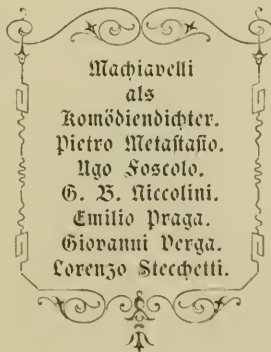 Machiavelli
als
Komödiendichter.
Pietro Metaſtaſio.
Ugo Foscolo.
G. B. Niccolini.
Emilio Praga.
Giovanni Verga.
Lorenzo Stecchetti.